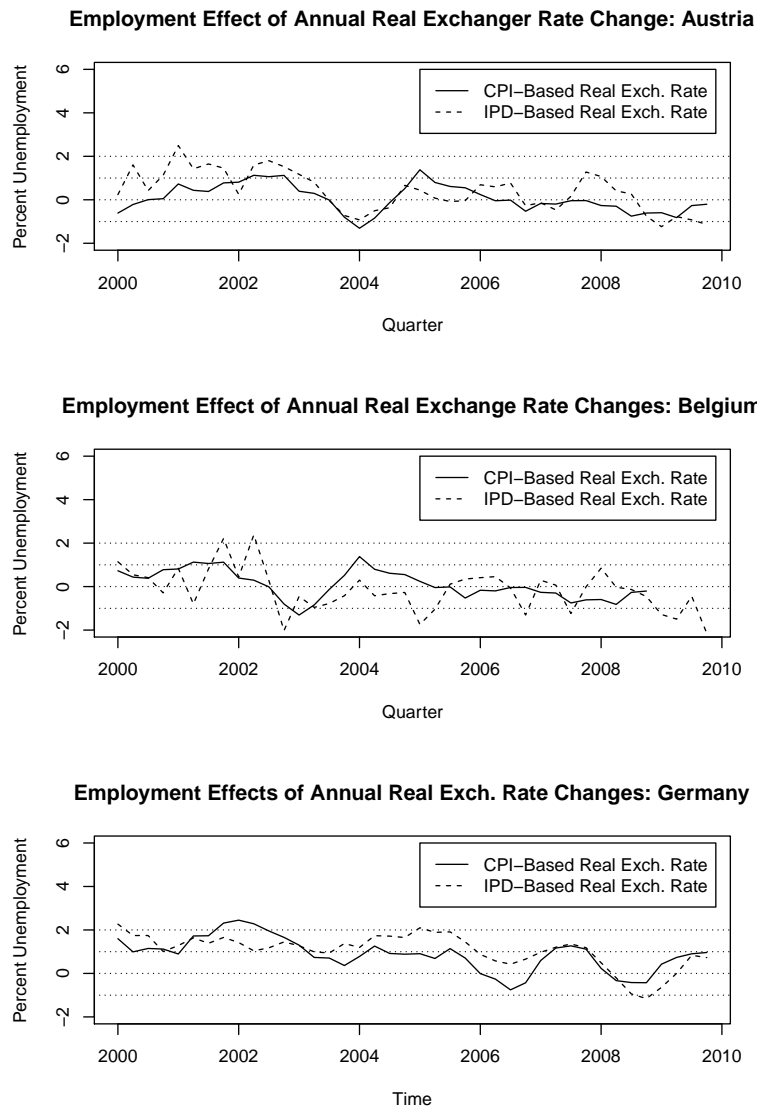 Employment Effect of Annual Real Exchanger Rate Change: Austria
Percent Unemployment
6
4
2
0
−2
CPI−Based Real Exch. Rate
IPD−Based Real Exch. Rate
2000 2002 2004 2006 2008 2010
Quarter
Employment Effect of Annual Real Exchange Rate Changes: Belgium
Percent Unemployment
6
4
2
0
−2
CPI−Based Real Exch. Rate
IPD−Based Real Exch. Rate
2000 2002 2004 2006 2008 2010
Quarter
Employment Effects of Annual Real Exch. Rate Changes: Germany
Percent Unemployment
6
4
2
0
−2
CPI−Based Real Exch. Rate
IPD−Based Real Exch. Rate
2000 2002 2004 2006 2008 2010
Time